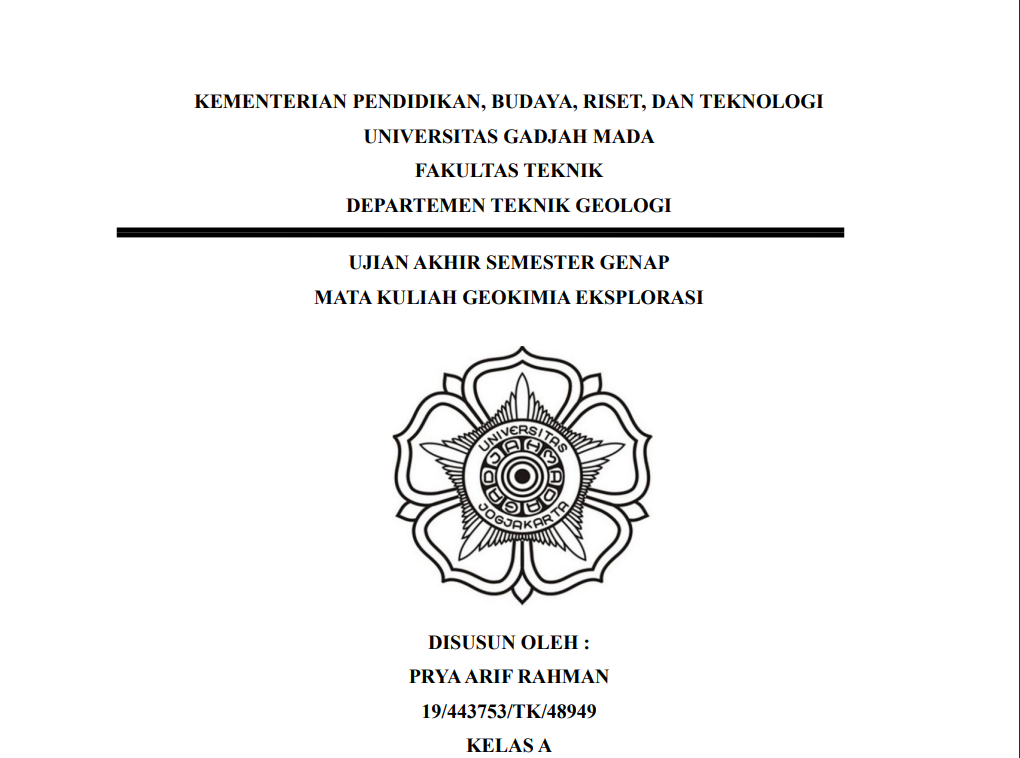 KEMENTERIAN PENDIDIKAN, BUDAYA, RISET, DAN TEKNOLOGI
UNIVERSITAS GADJAH MADA
FAKULTAS TEKNIK
DEPARTEMEN TEKNIK GEOLOGI
UJIAN AKHIR SEMESTER GENAP
MATA KULIAH GEOKIMIA EKSPLORASI
UNIVERSITAS
GADJAHMADA
JOGJAKARTA
DISUSUN OLEH :
PRYA ARIF RAHMAN
19/443753/TK/48949
KELAS A